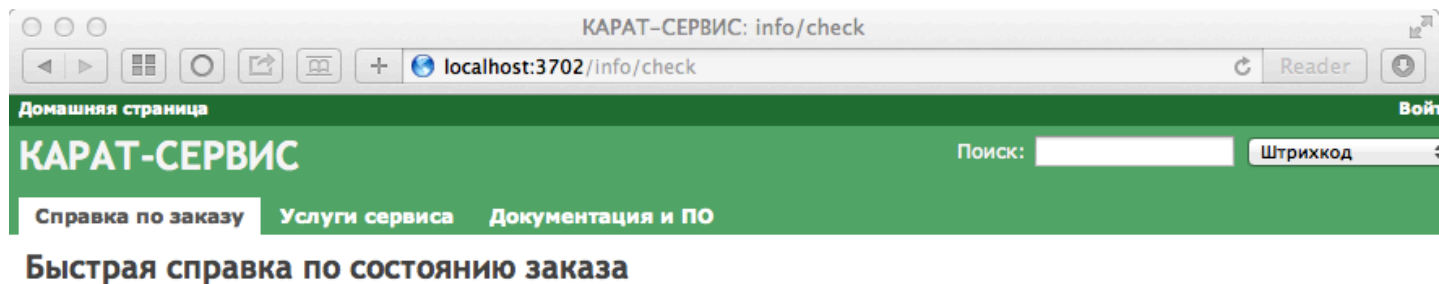 КАРАТ-СЕРВИС: info/check
localhost:3702/info/check Reader
Домашняя страница Войт
КАРАТ-СЕРВИС Поиск: Штрихкод
Справка по заказу Услуги сервиса Документация и ПО
Быстрая справка по состоянию заказа